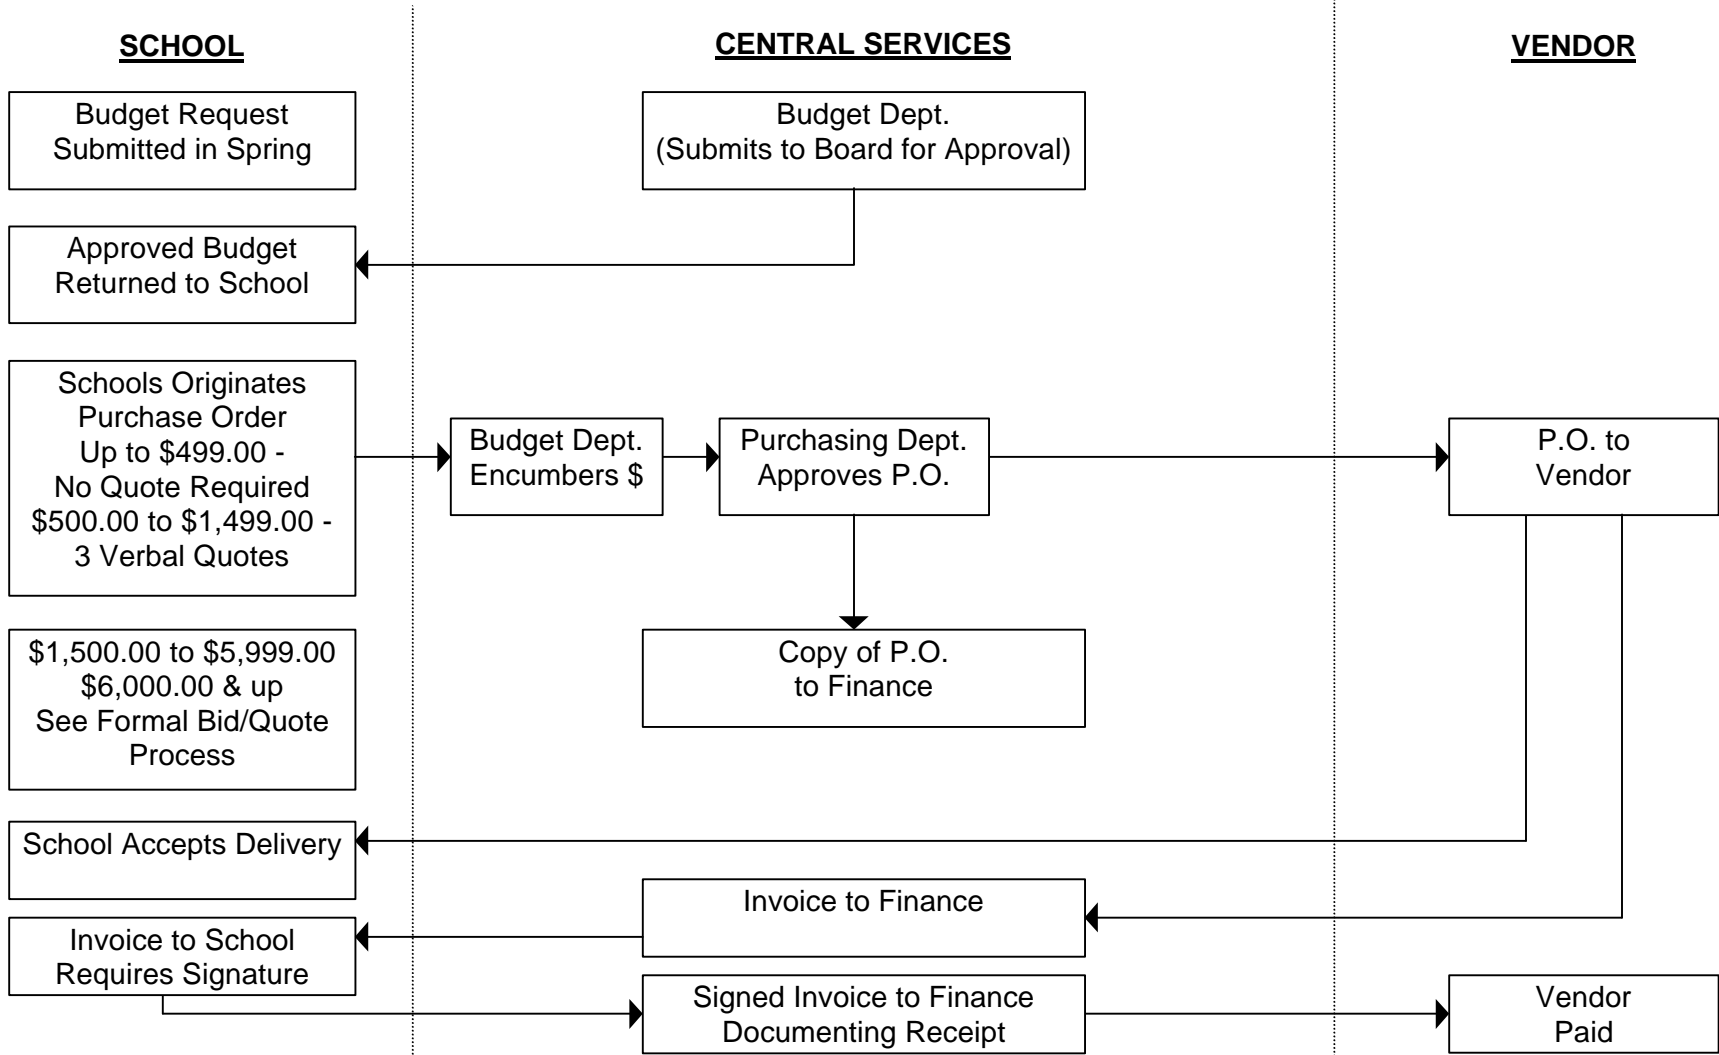 SCHOOL
CENTRAL SERVICES
VENDOR
Budget Request
Submitted in Spring
Budget Dept.
(Submits to Board for Approval)
Approved Budget
Returned to School
Schools Originates
Purchase Order
Up to $499.00 -
No Quote Required
$500.00 to $1,499.00 -
3 Verbal Quotes
Budget Dept.
Encumbers $
Purchasing Dept.
Approves P.O.
P.O. to
Vendor
$1,500.00 to $5,999.00
$6,000.00 & up
See Formal Bid/Quote
Process
Copy of P.O.
to Finance
School Accepts Delivery
Invoice to Finance
Invoice to School
Requires Signature
Signed Invoice to Finance
Documenting Receipt
Vendor
Paid